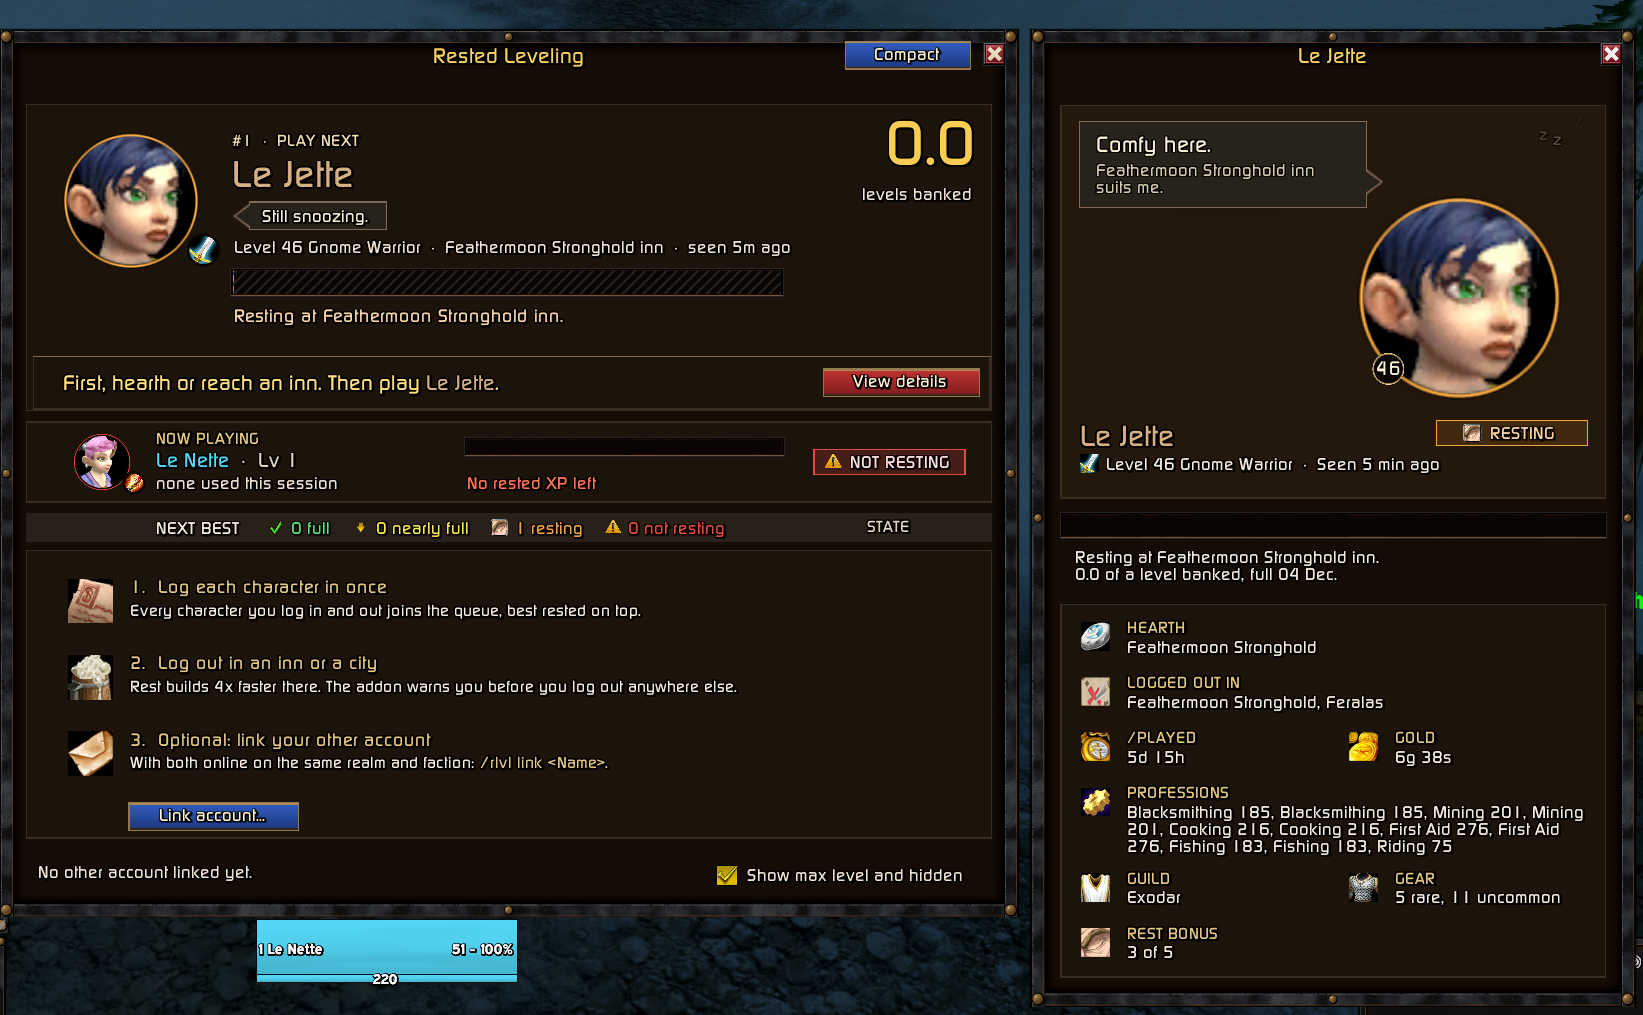 Rested Leveling
Compact
#1 · PLAY NEXT
Le Jette
Still snoozing.
Level 46 Gnome Warrior · Feathermoon Stronghold inn · seen 5m ago
Resting at Feathermoon Stronghold inn.
0.0
levels banked
First, hearth or reach an inn. Then play Le Jette.
View details
NOW PLAYING
Le Nette · Lv 1
none used this session
No rested XP left
NOT RESTING
NEXT BEST 0 full 0 nearly full 1 resting 0 not resting STATE
1. Log each character in once
Every character you log in and out joins the queue, best rested on top.
2. Log out in an inn or a city
Rest builds 4x faster there. The addon warns you before you log out anywhere else.
3. Optional: link your other account
With both online on the same realm and faction: /rlvl link <Name>.
Link account...
No other account linked yet.
Show max level and hidden
1 Le Nette 51 - 100%
220
Le Jette
Comfy here.
Feathermoon Stronghold inn
suits me.
z z z
46
Le Jette
RESTING
Level 46 Gnome Warrior · Seen 5 min ago
Resting at Feathermoon Stronghold inn.
0.0 of a level banked, full 04 Dec.
HEARTH
Feathermoon Stronghold
LOGGED OUT IN
Feathermoon Stronghold, Feralas
/PLAYED
5d 15h
GOLD
6g 38s
PROFESSIONS
Blacksmithing 185, Blacksmithing 185, Mining 201, Mining
201, Cooking 216, Cooking 216, First Aid 276, First Aid
276, Fishing 183, Fishing 183, Riding 75
GUILD
Exodar
GEAR
5 rare, 11 uncommon
REST BONUS
3 of 5